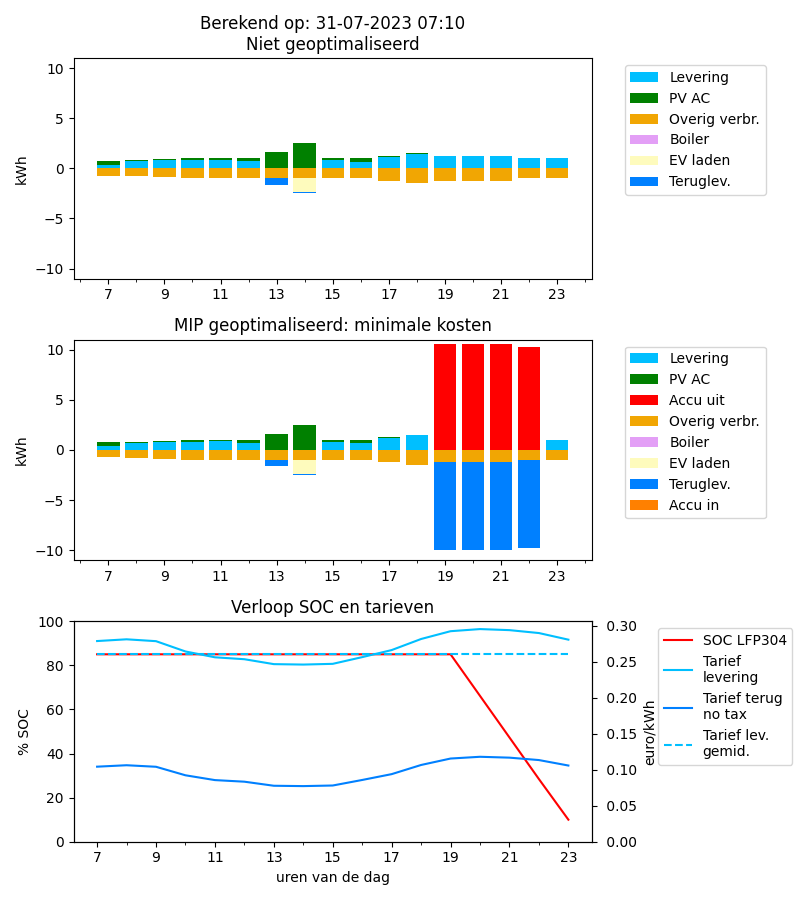 Berekend op: 31-07-2023 07:10
Niet geoptimaliseerd
10
5
0
−5
−10
kWh
7 9 11 13 15 17 19 21 23
Levering
PV AC
Overig verbr.
Boiler
EV laden
Teruglev.
MIP geoptimaliseerd: minimale kosten
10
5
0
−5
−10
kWh
7 9 11 13 15 17 19 21 23
Levering
PV AC
Accu uit
Overig verbr.
Boiler
EV laden
Teruglev.
Accu in
Verloop SOC en tarieven
100
80
60
40
20
0
% SOC
7 9 11 13 15 17 19 21 23
uren van de dag
0.30
0.25
0.20
0.15
0.10
0.05
0.00
euro/kWh
SOC LFP304
Tarief
levering
Tarief terug
no tax
Tarief lev.
gemid.